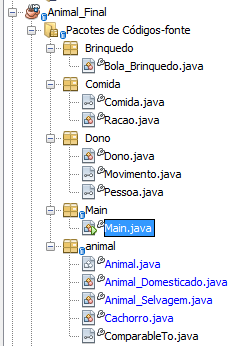 Animal_Final
Pacotes de Códigos-fonte
Brinquedo
Bola_Brinquedo.java
Comida
Comida.java
Racao.java
Dono
Dono.java
Movimento.java
Pessoa.java
Main
Main.java
animal
Animal.java
Animal_Domesticado.java
Animal_Selvagem.java
Cachorro.java
ComparableTo.java